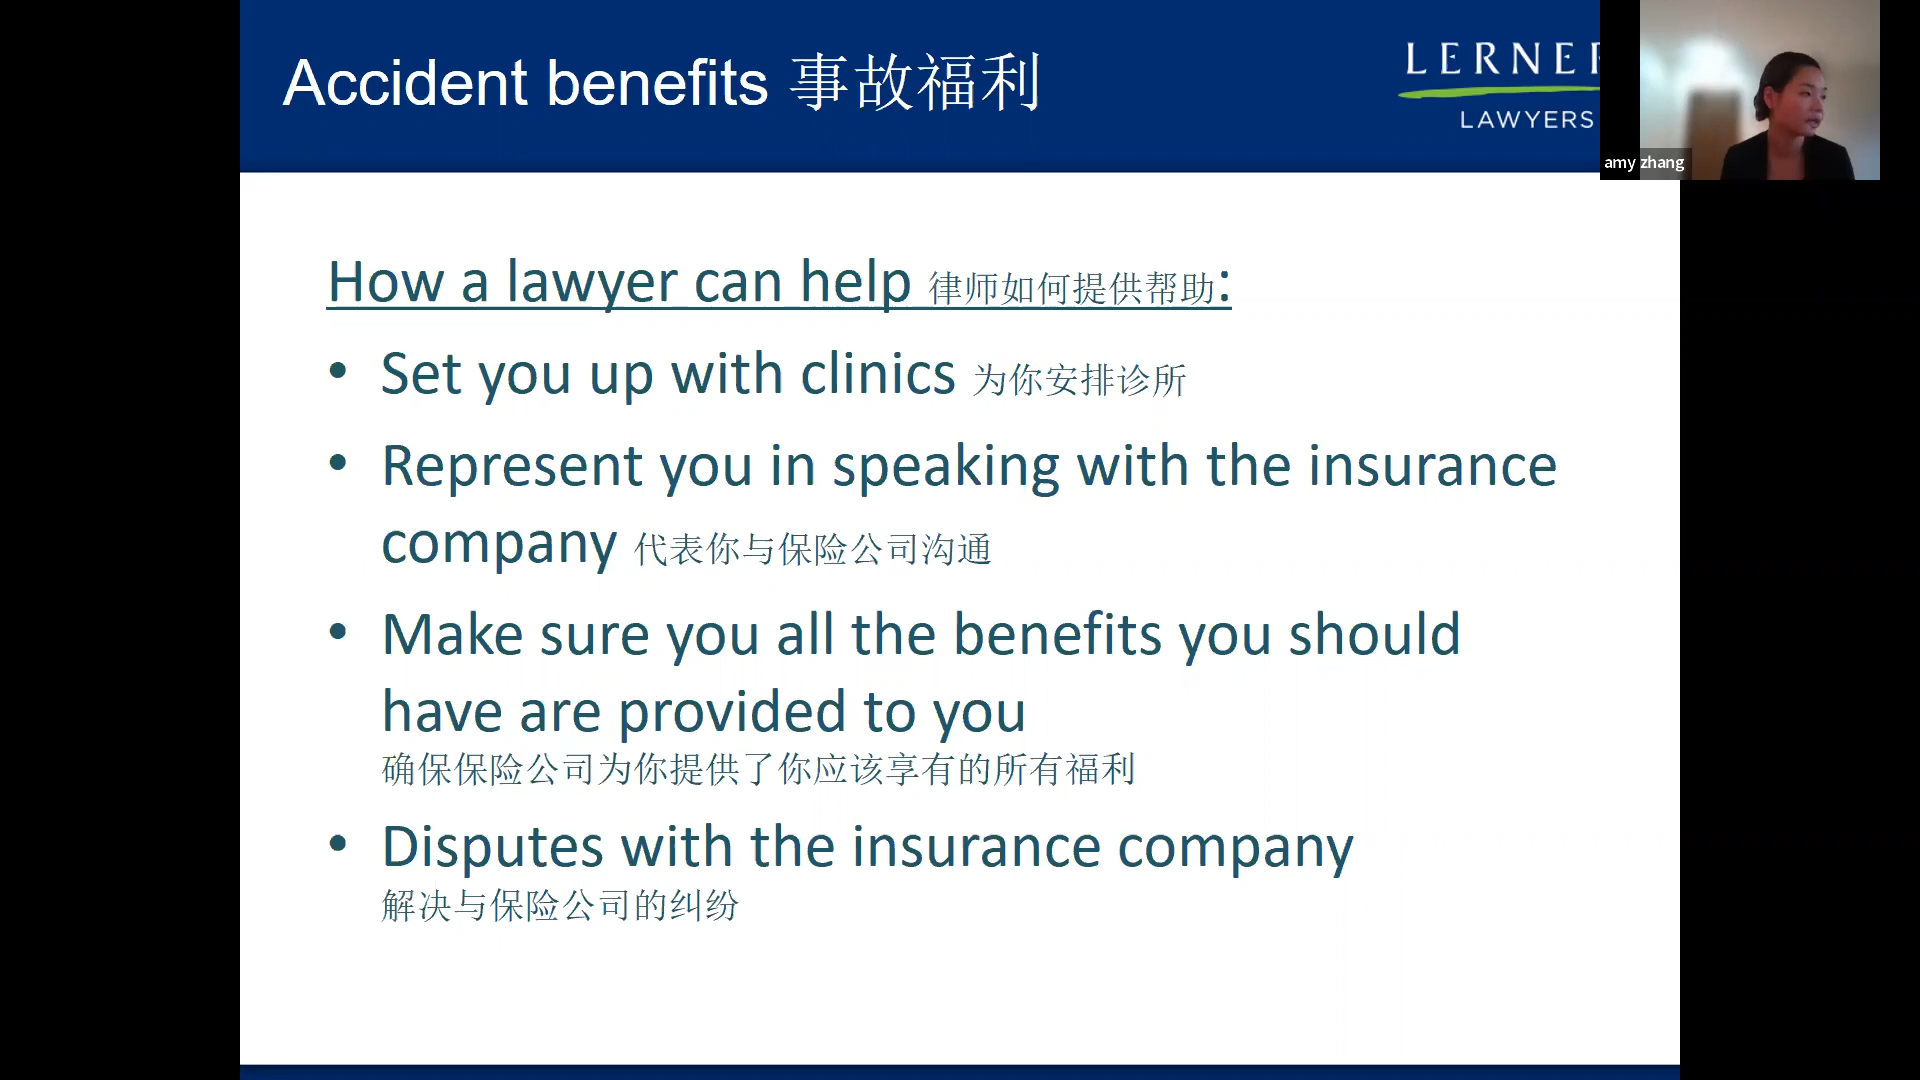 Accident benefits 事故福利
LERNER
LAWYERS
amy zhang
How a lawyer can help 律师如何提供帮助:
• Set you up with clinics 为你安排诊所
• Represent you in speaking with the insurance
company 代表你与保险公司沟通
• Make sure you all the benefits you should
have are provided to you
确保保险公司为你提供了你应该享有的所有福利
• Disputes with the insurance company
解决与保险公司的纠纷